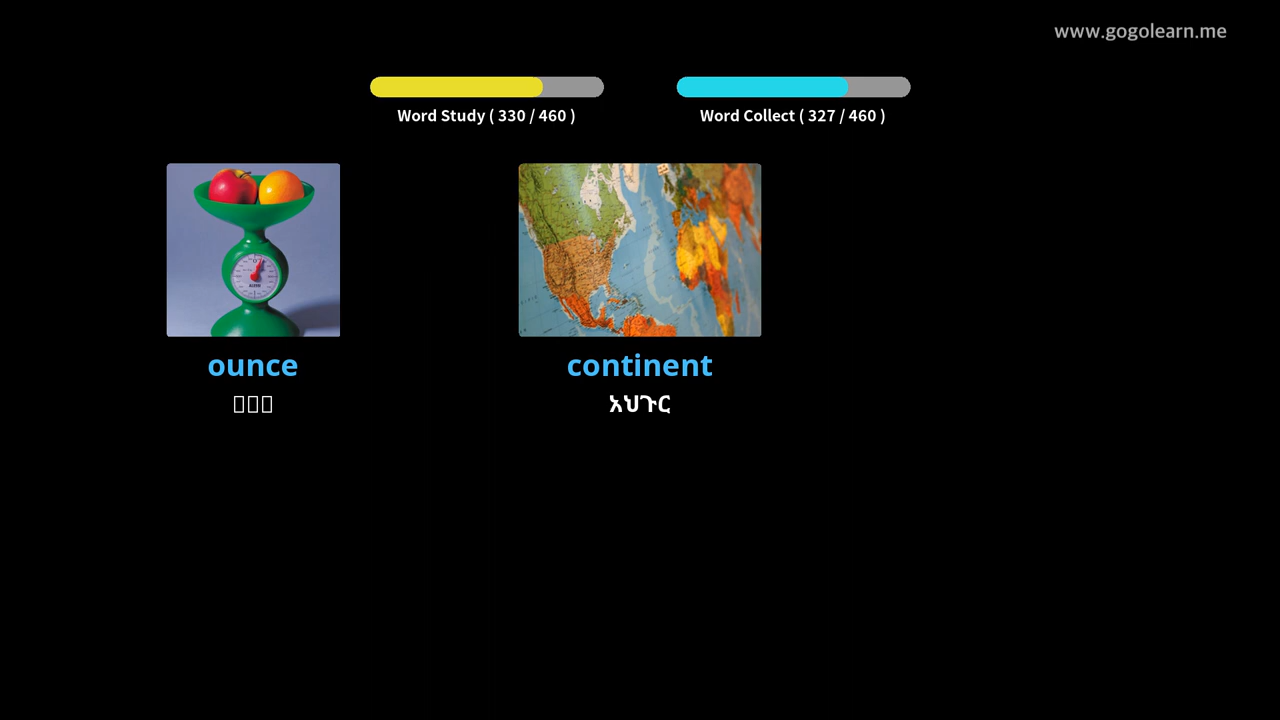 www.gogolearn.me
Word Study ( 330 / 460 )
Word Collect ( 327 / 460 )
ounce
continent
አህጉር